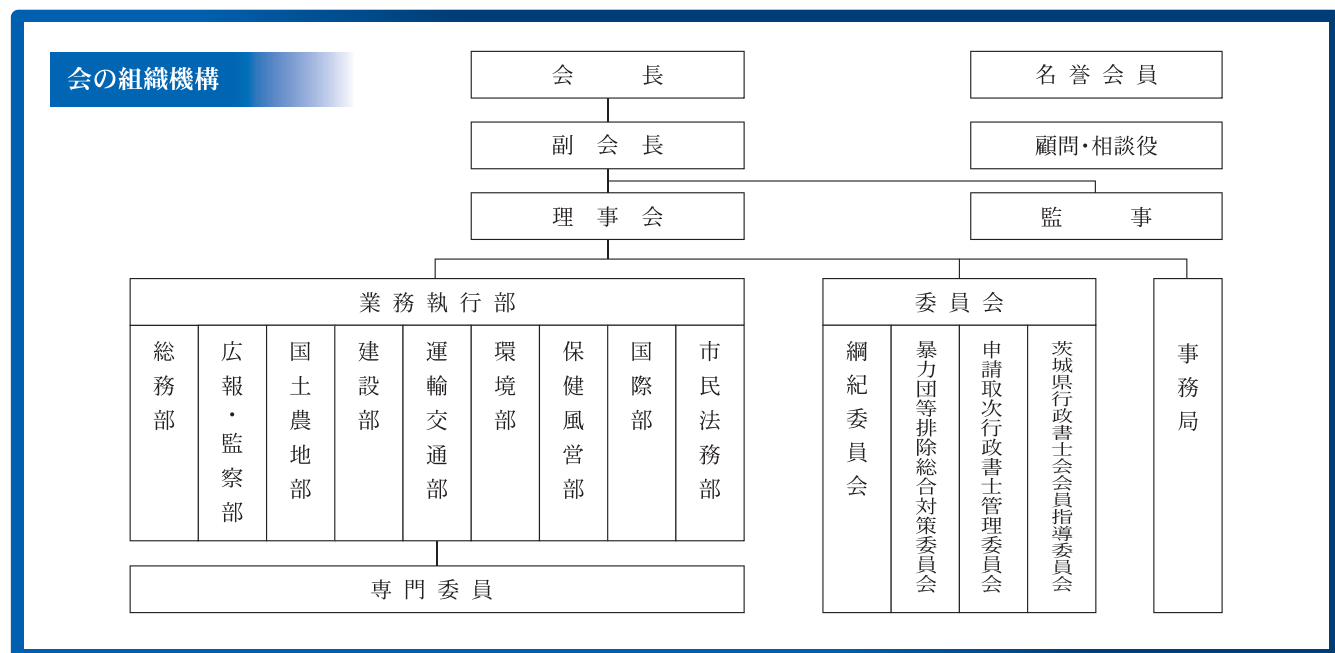 会の組織機構
会長
名誉会員
副会長
顧問・相談役
理事会
監事
業務執行部
総務部
広報・監察部
国土農地部
建設部
運輸交通部
環境部
保健風営部
国際部
市民法務部
専門委員
委員会
綱紀委員会
暴力団等排除総合対策委員会
申請取次行政書士管理委員会
茨城県行政書士会会員指導委員会
事務局